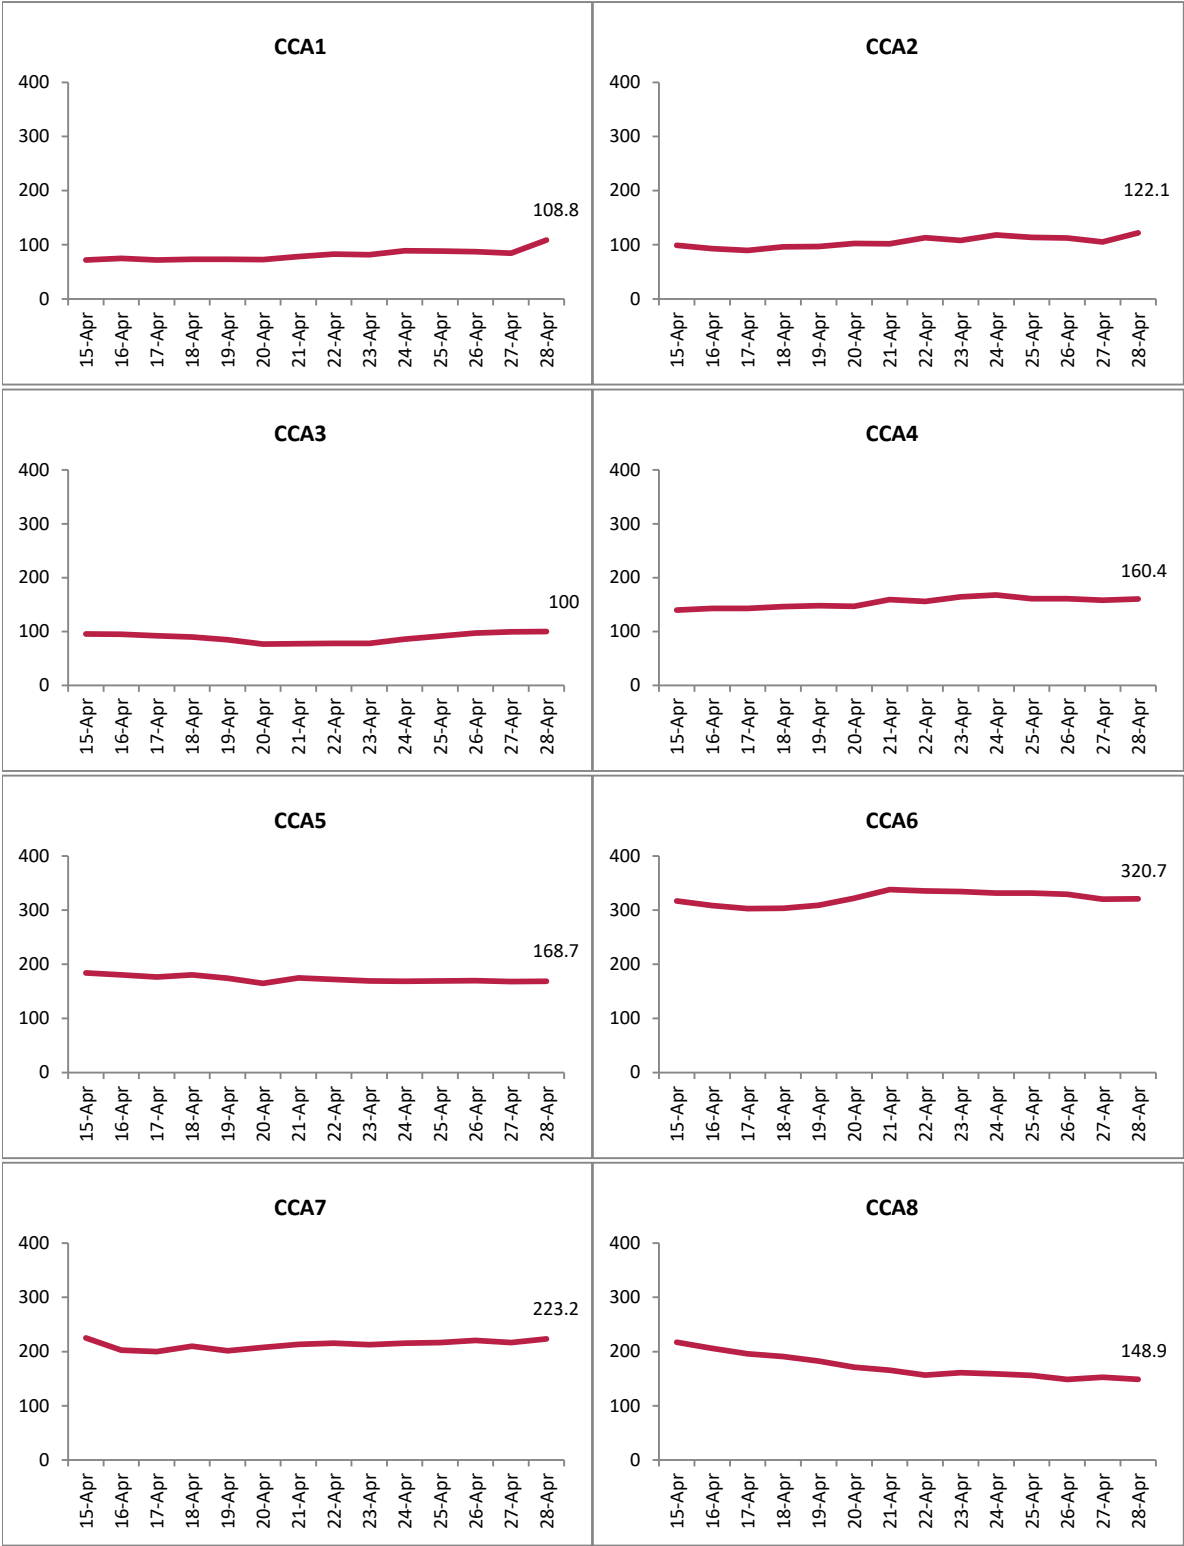 CCA1
400
300
200
100
0
108.8
15-Apr
16-Apr
17-Apr
18-Apr
19-Apr
20-Apr
21-Apr
22-Apr
23-Apr
24-Apr
25-Apr
26-Apr
27-Apr
28-Apr
CCA2
400
300
200
100
0
122.1
15-Apr
16-Apr
17-Apr
18-Apr
19-Apr
20-Apr
21-Apr
22-Apr
23-Apr
24-Apr
25-Apr
26-Apr
27-Apr
28-Apr
CCA3
400
300
200
100
0
100
15-Apr
16-Apr
17-Apr
18-Apr
19-Apr
20-Apr
21-Apr
22-Apr
23-Apr
24-Apr
25-Apr
26-Apr
27-Apr
28-Apr
CCA4
400
300
200
100
0
160.4
15-Apr
16-Apr
17-Apr
18-Apr
19-Apr
20-Apr
21-Apr
22-Apr
23-Apr
24-Apr
25-Apr
26-Apr
27-Apr
28-Apr
CCA5
400
300
200
100
0
168.7
15-Apr
16-Apr
17-Apr
18-Apr
19-Apr
20-Apr
21-Apr
22-Apr
23-Apr
24-Apr
25-Apr
26-Apr
27-Apr
28-Apr
CCA6
400
300
200
100
0
320.7
15-Apr
16-Apr
17-Apr
18-Apr
19-Apr
20-Apr
21-Apr
22-Apr
23-Apr
24-Apr
25-Apr
26-Apr
27-Apr
28-Apr
CCA7
400
300
200
100
0
223.2
15-Apr
16-Apr
17-Apr
18-Apr
19-Apr
20-Apr
21-Apr
22-Apr
23-Apr
24-Apr
25-Apr
26-Apr
27-Apr
28-Apr
CCA8
400
300
200
100
0
148.9
15-Apr
16-Apr
17-Apr
18-Apr
19-Apr
20-Apr
21-Apr
22-Apr
23-Apr
24-Apr
25-Apr
26-Apr
27-Apr
28-Apr